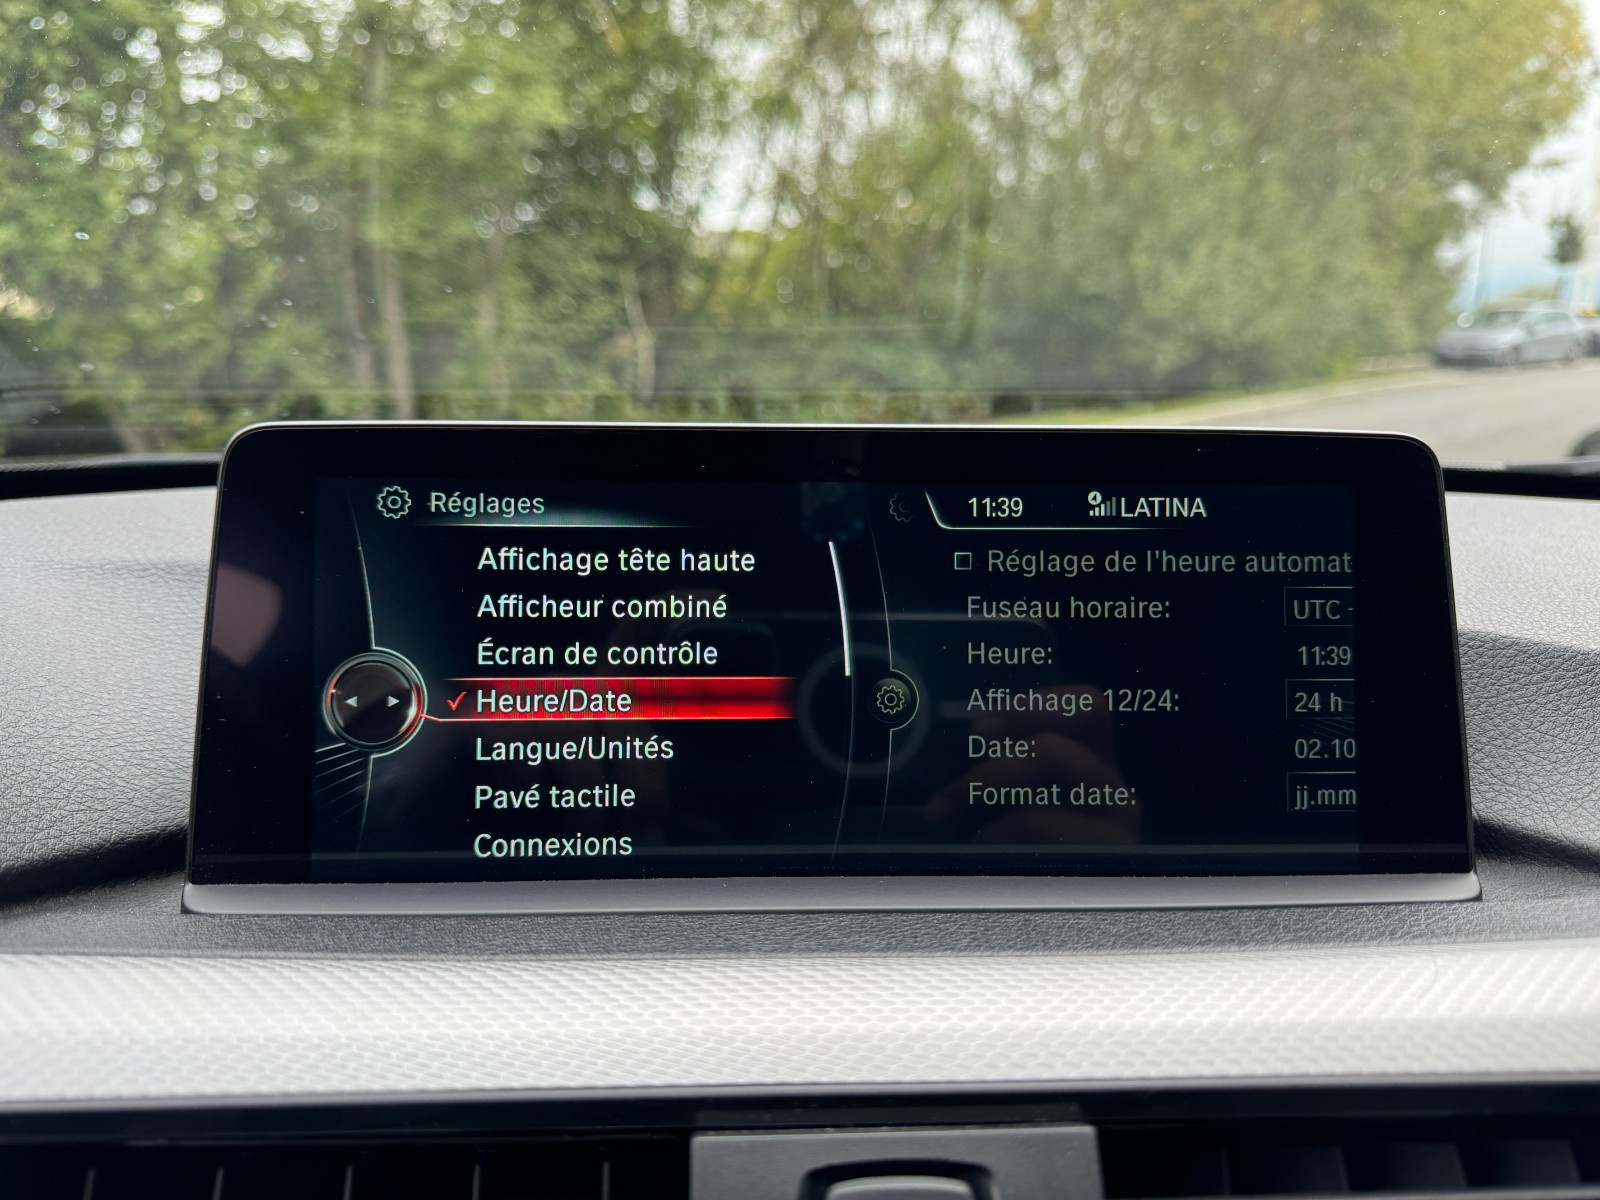 Réglages
11:39 LATINA
Affichage tête haute
Afficheur combiné
Écran de contrôle
Heure/Date
Langue/Unités
Pavé tactile
Connexions
Réglage de l'heure automat
Fuseau horaire: UTC -
Heure: 11:39
Affichage 12/24: 24 h
Date: 02.10
Format date: jj.mm